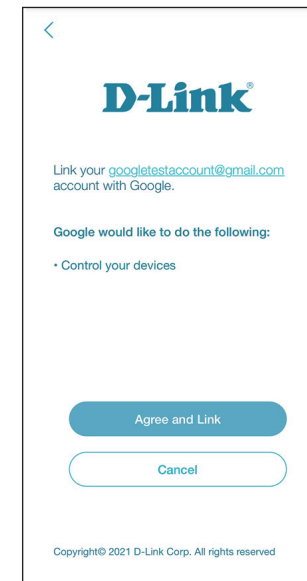 D-Link®
Link your googletestaccount@gmail.com
account with Google.
Google would like to do the following:
• Control your devices
Agree and Link
Cancel
Copyright© 2021 D-Link Corp. All rights reserved